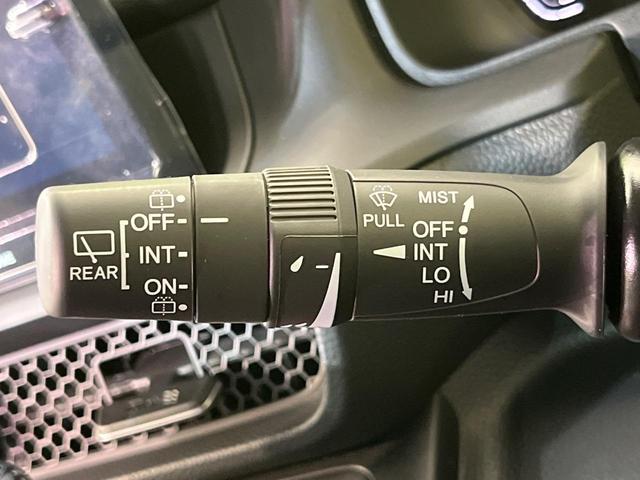 OFF
INT
REAR
ON
PULL
MIST
OFF
INT
LO
HI